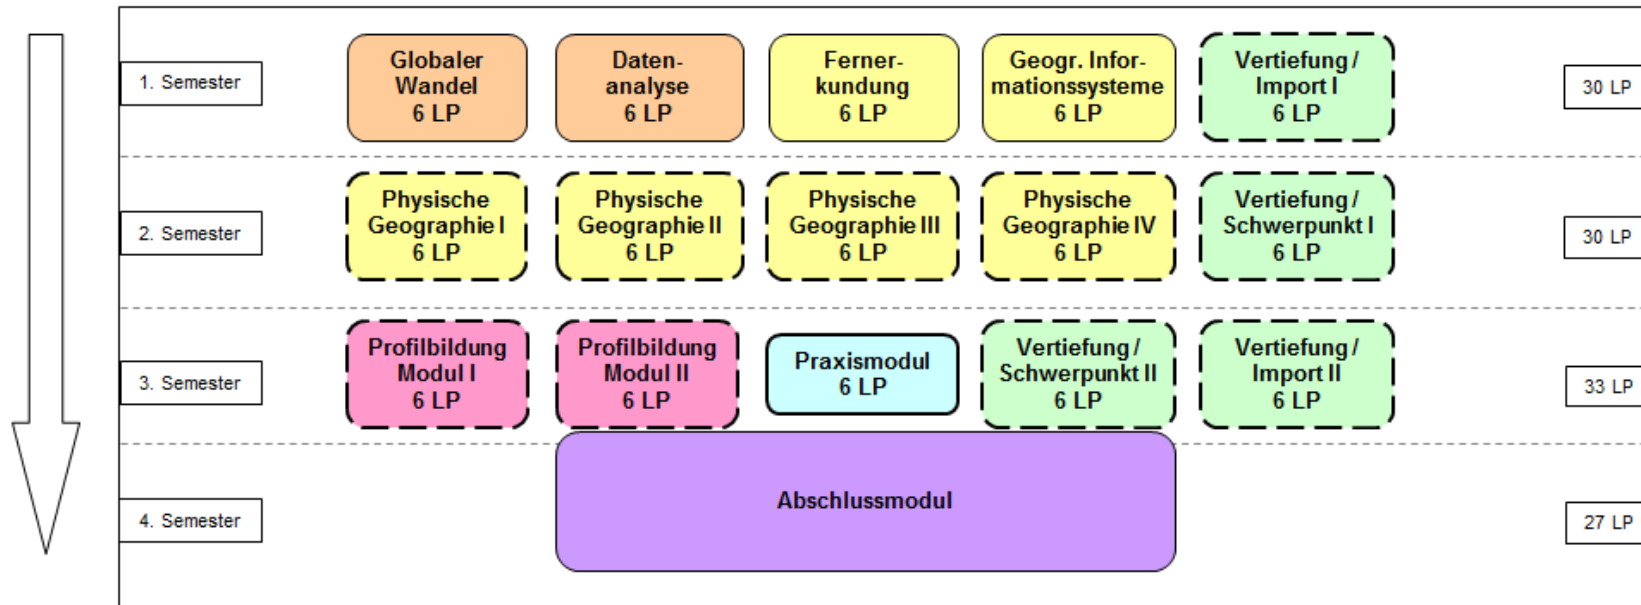 1. Semester
Globaler
Wandel
6 LP
Daten-
analyse
6 LP
Ferner-
kundung
6 LP
Geogr. Infor-
mationssysteme
6 LP
Vertiefung /
Import I
6 LP
30 LP
2. Semester
Physische
Geographie I
6 LP
Physische
Geographie II
6 LP
Physische
Geographie III
6 LP
Physische
Geographie IV
6 LP
Vertiefung /
Schwerpunkt I
6 LP
30 LP
3. Semester
Profilbildung
Modul I
6 LP
Profilbildung
Modul II
6 LP
Praxismodul
6 LP
Vertiefung /
Schwerpunkt II
6 LP
Vertiefung /
Import II
6 LP
33 LP
4. Semester
Abschlussmodul
27 LP